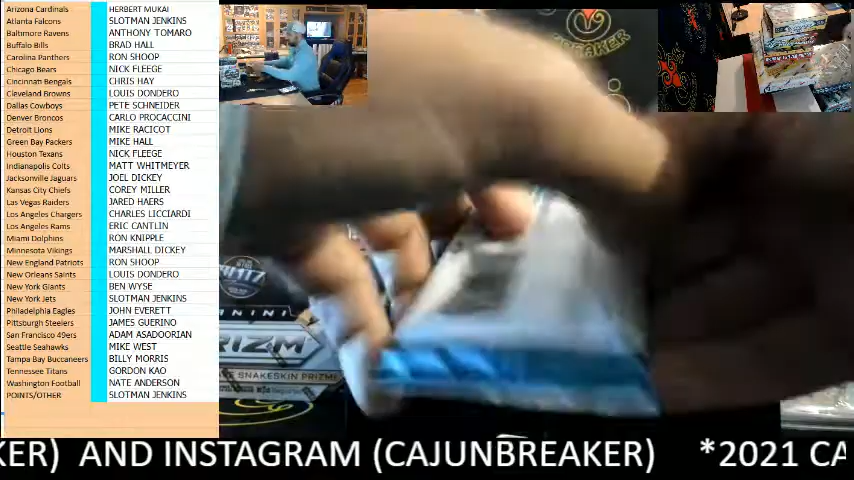 Arizona Cardinals HERBERT MUKAI
Atlanta Falcons SLOTMAN JENKINS
Baltimore Ravens ANTHONY TOMARO
Buffalo Bills BRAD HALL
Carolina Panthers RON SHOOP
Chicago Bears NICK FLEEGE
Cincinnati Bengals CHRIS HAY
Cleveland Browns LOUIS DONDERO
Dallas Cowboys PETE SCHNEIDER
Denver Broncos CARLO PROCACCINI
Detroit Lions MIKE RACICOT
Green Bay Packers MIKE HALL
Houston Texans NICK FLEEGE
Indianapolis Colts MATT WHITMEYER
Jacksonville Jaguars JOEL DICKEY
Kansas City Chiefs COREY MILLER
Las Vegas Raiders JARED HAERS
Los Angeles Chargers CHARLES LICCIARDI
Los Angeles Rams ERIC CANTLIN
Miami Dolphins RON KNIPPLE
Minnesota Vikings MARSHALL DICKEY
New England Patriots RON SHOOP
New Orleans Saints LOUIS DONDERO
New York Giants BEN WYSE
New York Jets SLOTMAN JENKINS
Philadelphia Eagles JOHN EVERETT
Pittsburgh Steelers JAMES GUERINO
San Francisco 49ers ADAM ASADOORIAN
Seattle Seahawks MIKE WEST
Tampa Bay Buccaneers BILLY MORRIS
Tennessee Titans GORDON KAO
Washington Football NATE ANDERSON
POINTS/OTHER SLOTMAN JENKINS
BREAKER
ANINI
RIZM
SNAKESKIN PRIZMS
KER) AND INSTAGRAM (CAJUNBREAKER) *2021 CA